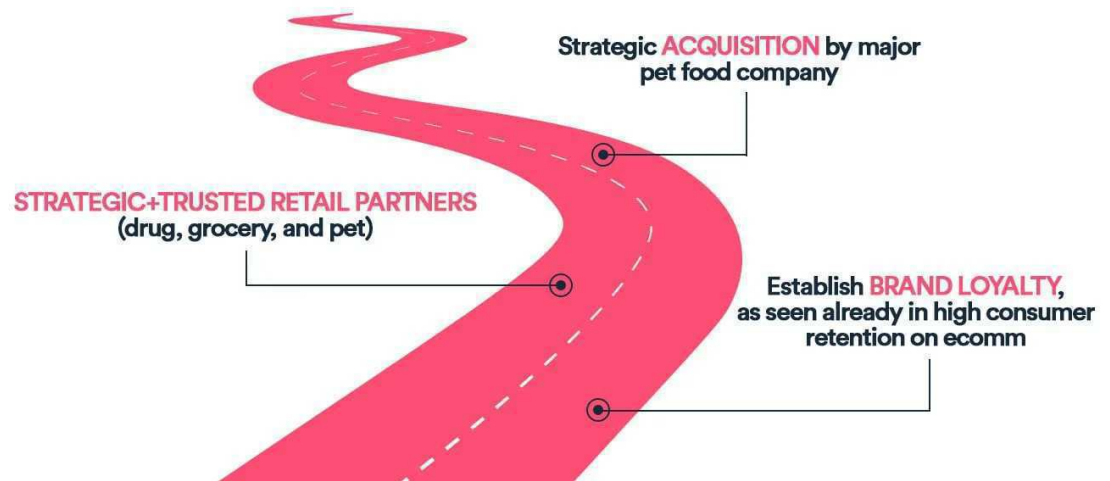 Strategic ACQUISITION by major
pet food company
STRATEGIC+TRUSTED RETAIL PARTNERS
(drug, grocery, and pet)
Establish BRAND LOYALTY,
as seen already in high consumer
retention on ecomm